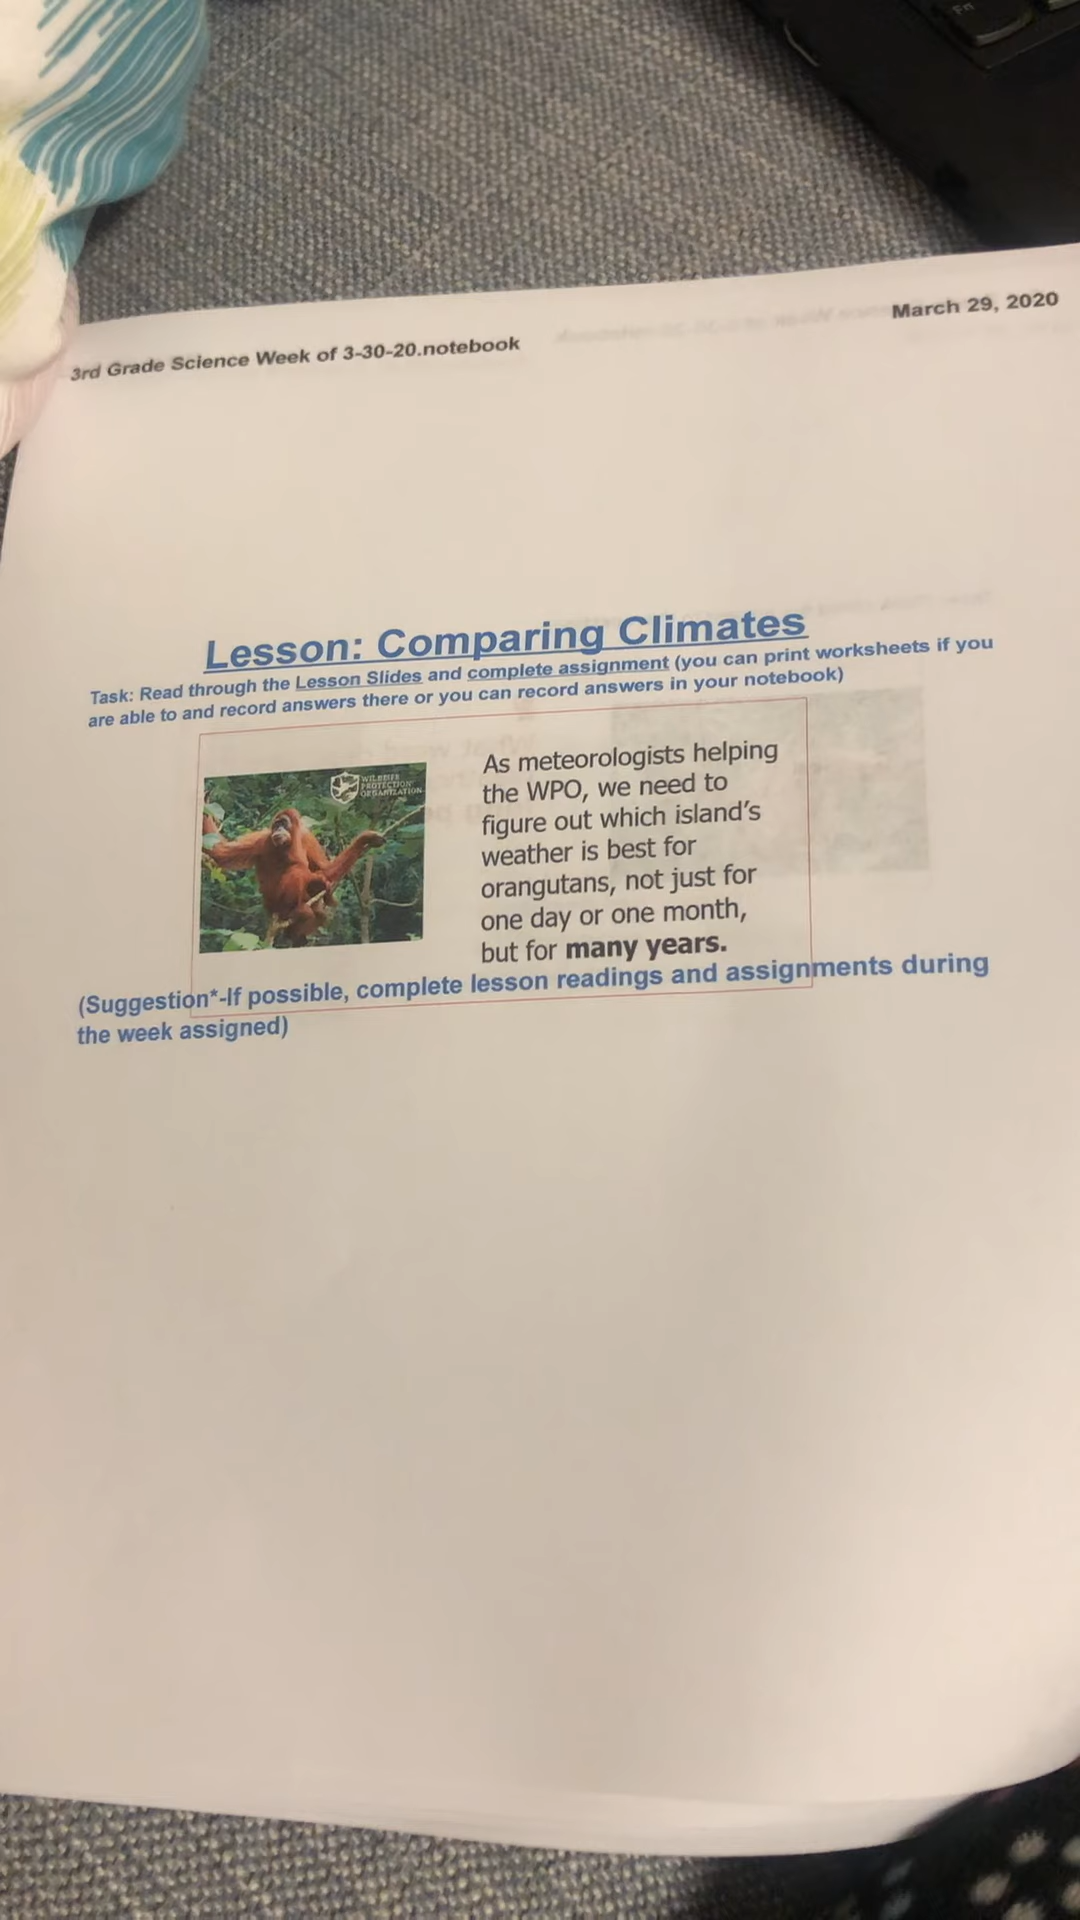 Fn
March 29, 2020
3rd Grade Science Week of 3-30-20.notebook
Lesson: Comparing Climates
Task: Read through the Lesson Slides and complete assignment (you can print worksheets if you
are able to and record answers there or you can record answers in your notebook)
WILDLIFE
PROTECTION
ORGANIZATION
As meteorologists helping
the WPO, we need to
figure out which island's
weather is best for
orangutans, not just for
one day or one month,
but for many years.
(Suggestion*-If possible, complete lesson readings and assignments during
the week assigned)